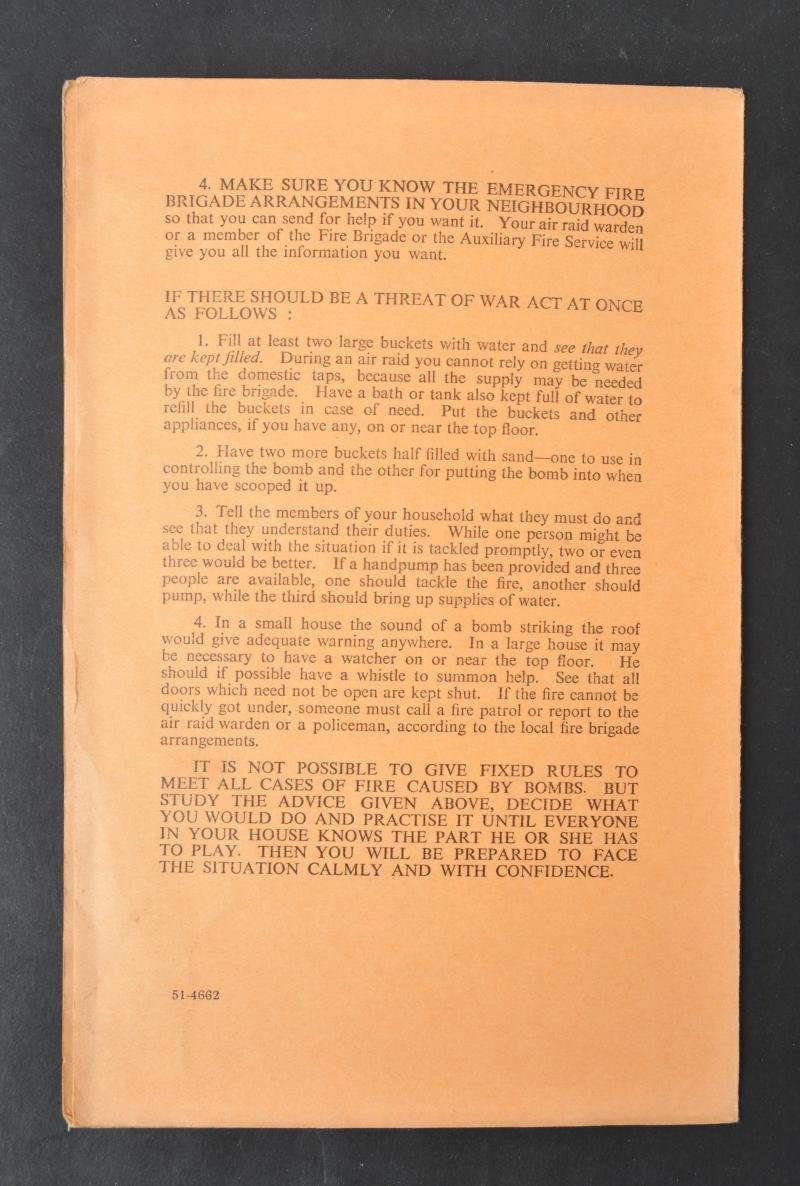 4. MAKE SURE YOU KNOW THE EMERGENCY FIRE
BRIGADE ARRANGEMENTS IN YOUR NEIGHBOURHOOD
so that you can send for help if you want it. Your air raid warden
or a member of the Fire Brigade or the Auxiliary Fire Service will
give you all the information you want.
IF THERE SHOULD BE A THREAT OF WAR ACT AT ONCE
AS FOLLOWS :
1. Fill at least two large buckets with water and see that they
are kept filled. During an air raid you cannot rely on getting water
from the domestic taps, because all the supply may be needed
by the fire brigade. Have a bath or tank also kept full of water to
refill the buckets in case of need. Put the buckets and other
appliances, if you have any, on or near the top floor.
2. Have two more buckets half filled with sand—one to use in
controlling the bomb and the other for putting the bomb into when
you have scooped it up.
3. Tell the members of your household what they must do and
see that they understand their duties. While one person might be
able to deal with the situation if it is tackled promptly, two or even
three would be better. If a handpump has been provided and three
people are available, one should tackle the fire, another should
pump, while the third should bring up supplies of water.
4. In a small house the sound of a bomb striking the roof
would give adequate warning anywhere. In a large house it may
be necessary to have a watcher on or near the top floor. He
should if possible have a whistle to summon help. See that all
doors which need not be open are kept shut. If the fire cannot be
quickly got under, someone must call a fire patrol or report to the
air raid warden or a policeman, according to the local fire brigade
arrangements.
IT IS NOT POSSIBLE TO GIVE FIXED RULES TO
MEET ALL CASES OF FIRE CAUSED BY BOMBS. BUT
STUDY THE ADVICE GIVEN ABOVE, DECIDE WHAT
YOU WOULD DO AND PRACTISE IT UNTIL EVERYONE
IN YOUR HOUSE KNOWS THE PART HE OR SHE HAS
TO PLAY. THEN YOU WILL BE PREPARED TO FACE
THE SITUATION CALMLY AND WITH CONFIDENCE.
51-4662